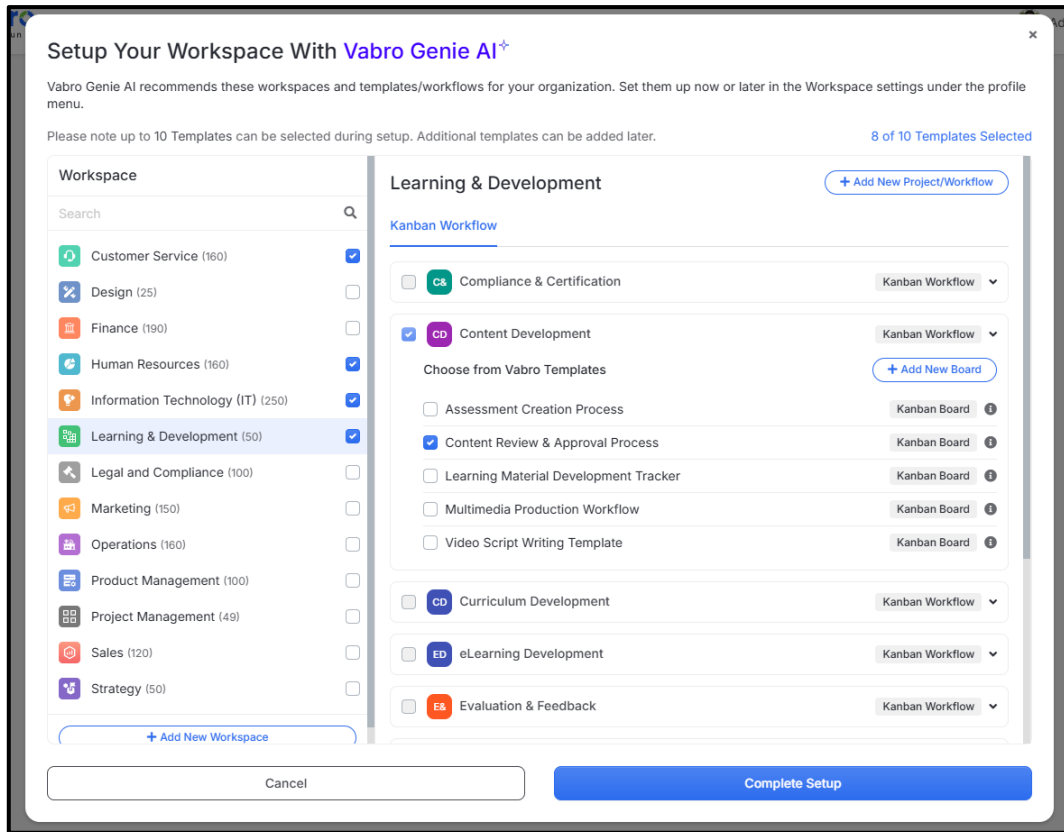 Setup Your Workspace With Vabro Genie AI
Vabro Genie AI recommends these workspaces and templates/workflows for your organization. Set them up now or later in the Workspace settings under the profile
menu.
Please note up to 10 Templates can be selected during setup. Additional templates can be added later.
8 of 10 Templates Selected
Workspace
Search
Customer Service (160)
Design (25)
Finance (190)
Human Resources (160)
Information Technology (IT) (250)
Learning & Development (50)
Legal and Compliance (100)
Marketing (150)
Operations (160)
Product Management (100)
Project Management (49)
Sales (120)
Strategy (50)
+ Add New Workspace
Learning & Development
+ Add New Project/Workflow
Kanban Workflow
C& Compliance & Certification Kanban Workflow
CD Content Development Kanban Workflow
Choose from Vabro Templates + Add New Board
Assessment Creation Process Kanban Board
Content Review & Approval Process Kanban Board
Learning Material Development Tracker Kanban Board
Multimedia Production Workflow Kanban Board
Video Script Writing Template Kanban Board
CD Curriculum Development Kanban Workflow
ED eLearning Development Kanban Workflow
E& Evaluation & Feedback Kanban Workflow
Cancel
Complete Setup